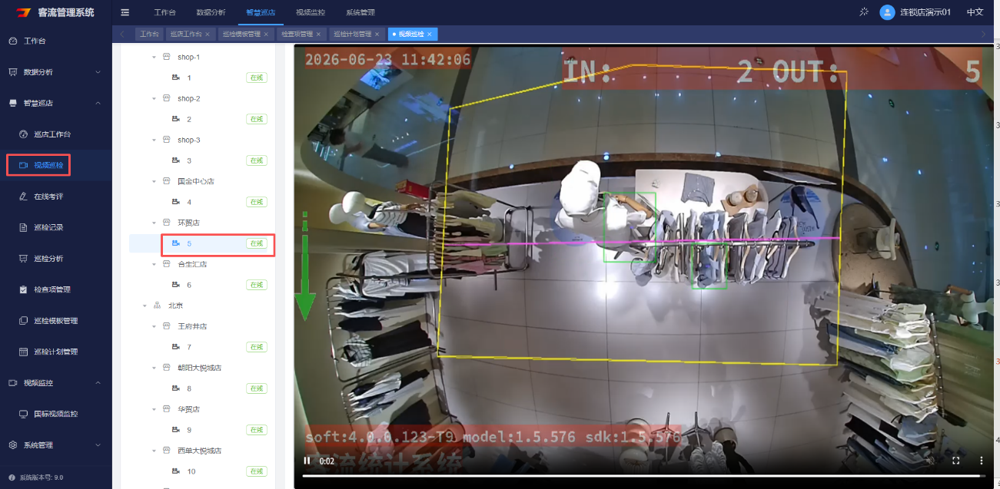 客流管理系统
工作台 数据分析 智慧巡店 视频监控 系统管理
连锁店演示01 中文
工作台 巡店工作台 × 巡检模板管理 × 检查项管理 × 巡检计划管理 × 视频巡检 ×
工作台
数据分析
智慧巡店
巡店工作台
视频巡检
在线考评
巡检记录
巡检分析
检查项管理
巡检模板管理
巡检计划管理
视频监控
国标视频监控
系统管理
系统版本号: 9.0
shop-1
1 在线
shop-2
2 在线
shop-3
3 在线
国金中心店
4 在线
环贸店
5 在线
合生汇店
6 在线
北京
王府井店
7 在线
朝阳大悦城店
8 在线
华贸店
9 在线
西单大悦城店
10 在线
2026-06-23 11:42:06
IN: 2 OUT: 5
soft:4.0.0.123-T9 model:1.5.576 sdk:1.5.576
流统计系统
0:02